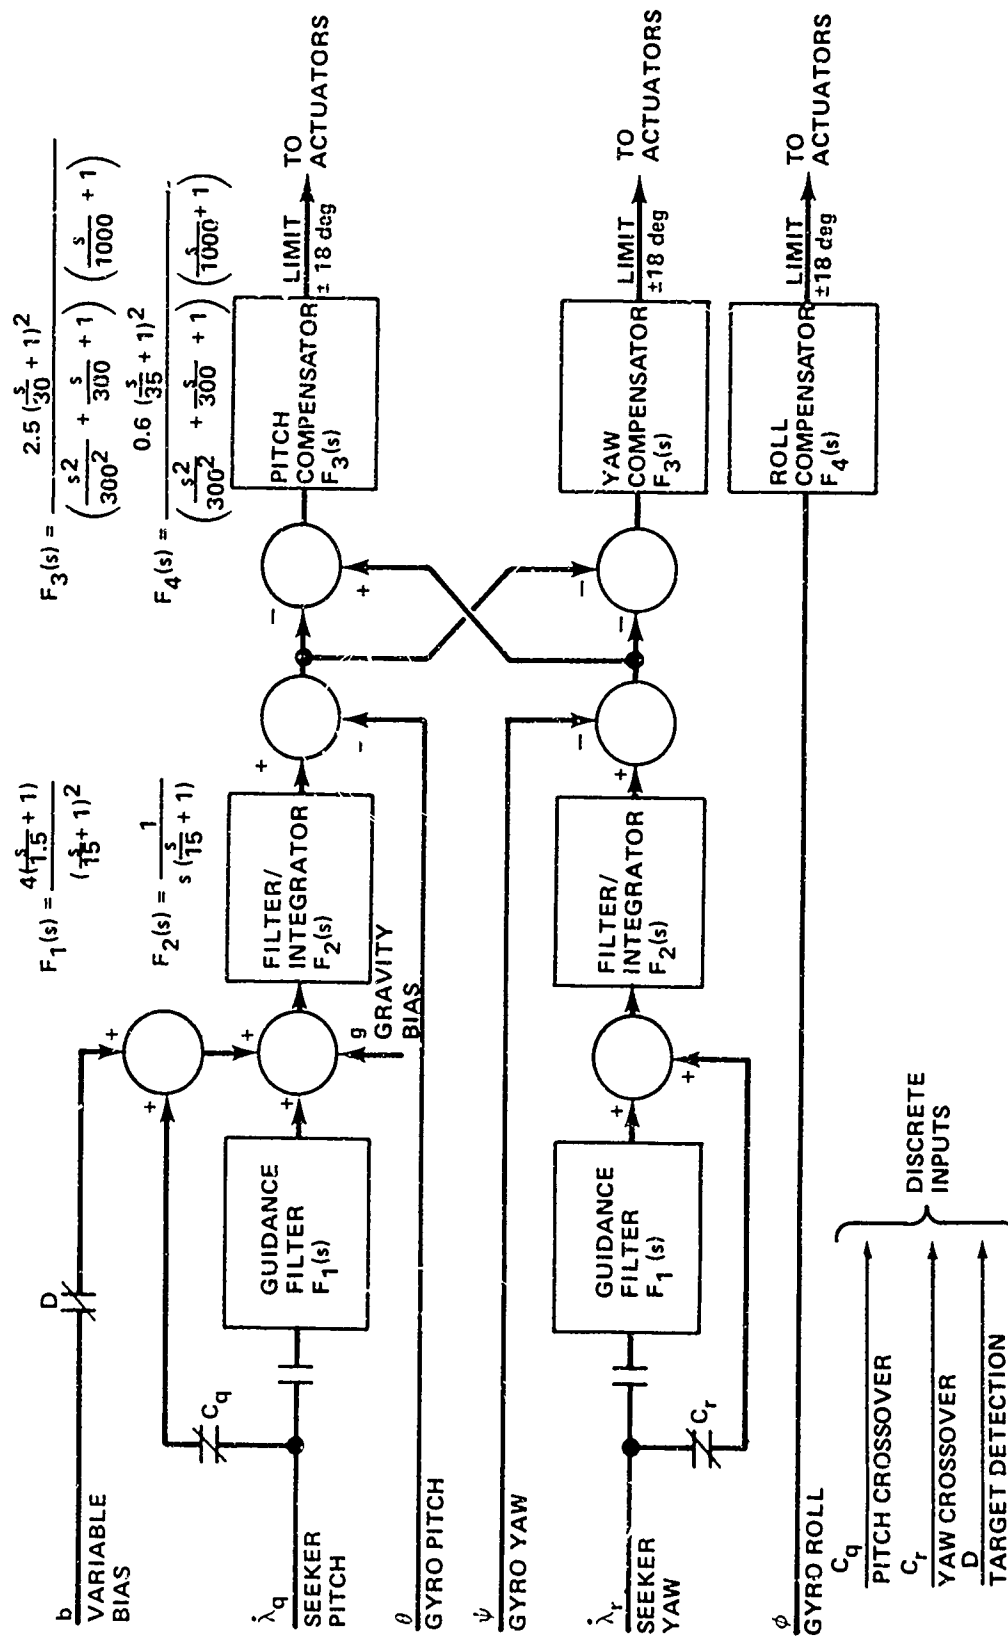 F1(s) = 4(s/1.5 + 1) / (s/15 + 1)^2
F2(s) = 1 / s(s/15 + 1)
F3(s) = 2.5 (s/30 + 1)^2 / (s^2/300^2 + s/300 + 1) (s/1000 + 1)
F4(s) = 0.6 (s/35 + 1)^2 / (s^2/300^2 + s/300 + 1) (s/1000 + 1)
b
VARIABLE
BIAS
D
+
+
λ̇q
SEEKER
PITCH
Cq
GUIDANCE
FILTER
F1(s)
+
+
g
GRAVITY
BIAS
FILTER/
INTEGRATOR
F2(s)
+
-
-
+
PITCH
COMPENSATOR
F3(s)
LIMIT
±18 deg
TO
ACTUATORS
θ
GYRO PITCH
ψ
GYRO YAW
λ̇r
SEEKER
YAW
Cr
GUIDANCE
FILTER
F1(s)
+
+
FILTER/
INTEGRATOR
F2(s)
+
-
-
-
YAW
COMPENSATOR
F3(s)
LIMIT
±18 deg
TO
ACTUATORS
φ
GYRO ROLL
ROLL
COMPENSATOR
F4(s)
LIMIT
±18 deg
TO
ACTUATORS
Cq
PITCH CROSSOVER
Cr
YAW CROSSOVER
D
TARGET DETECTION
DISCRETE
INPUTS